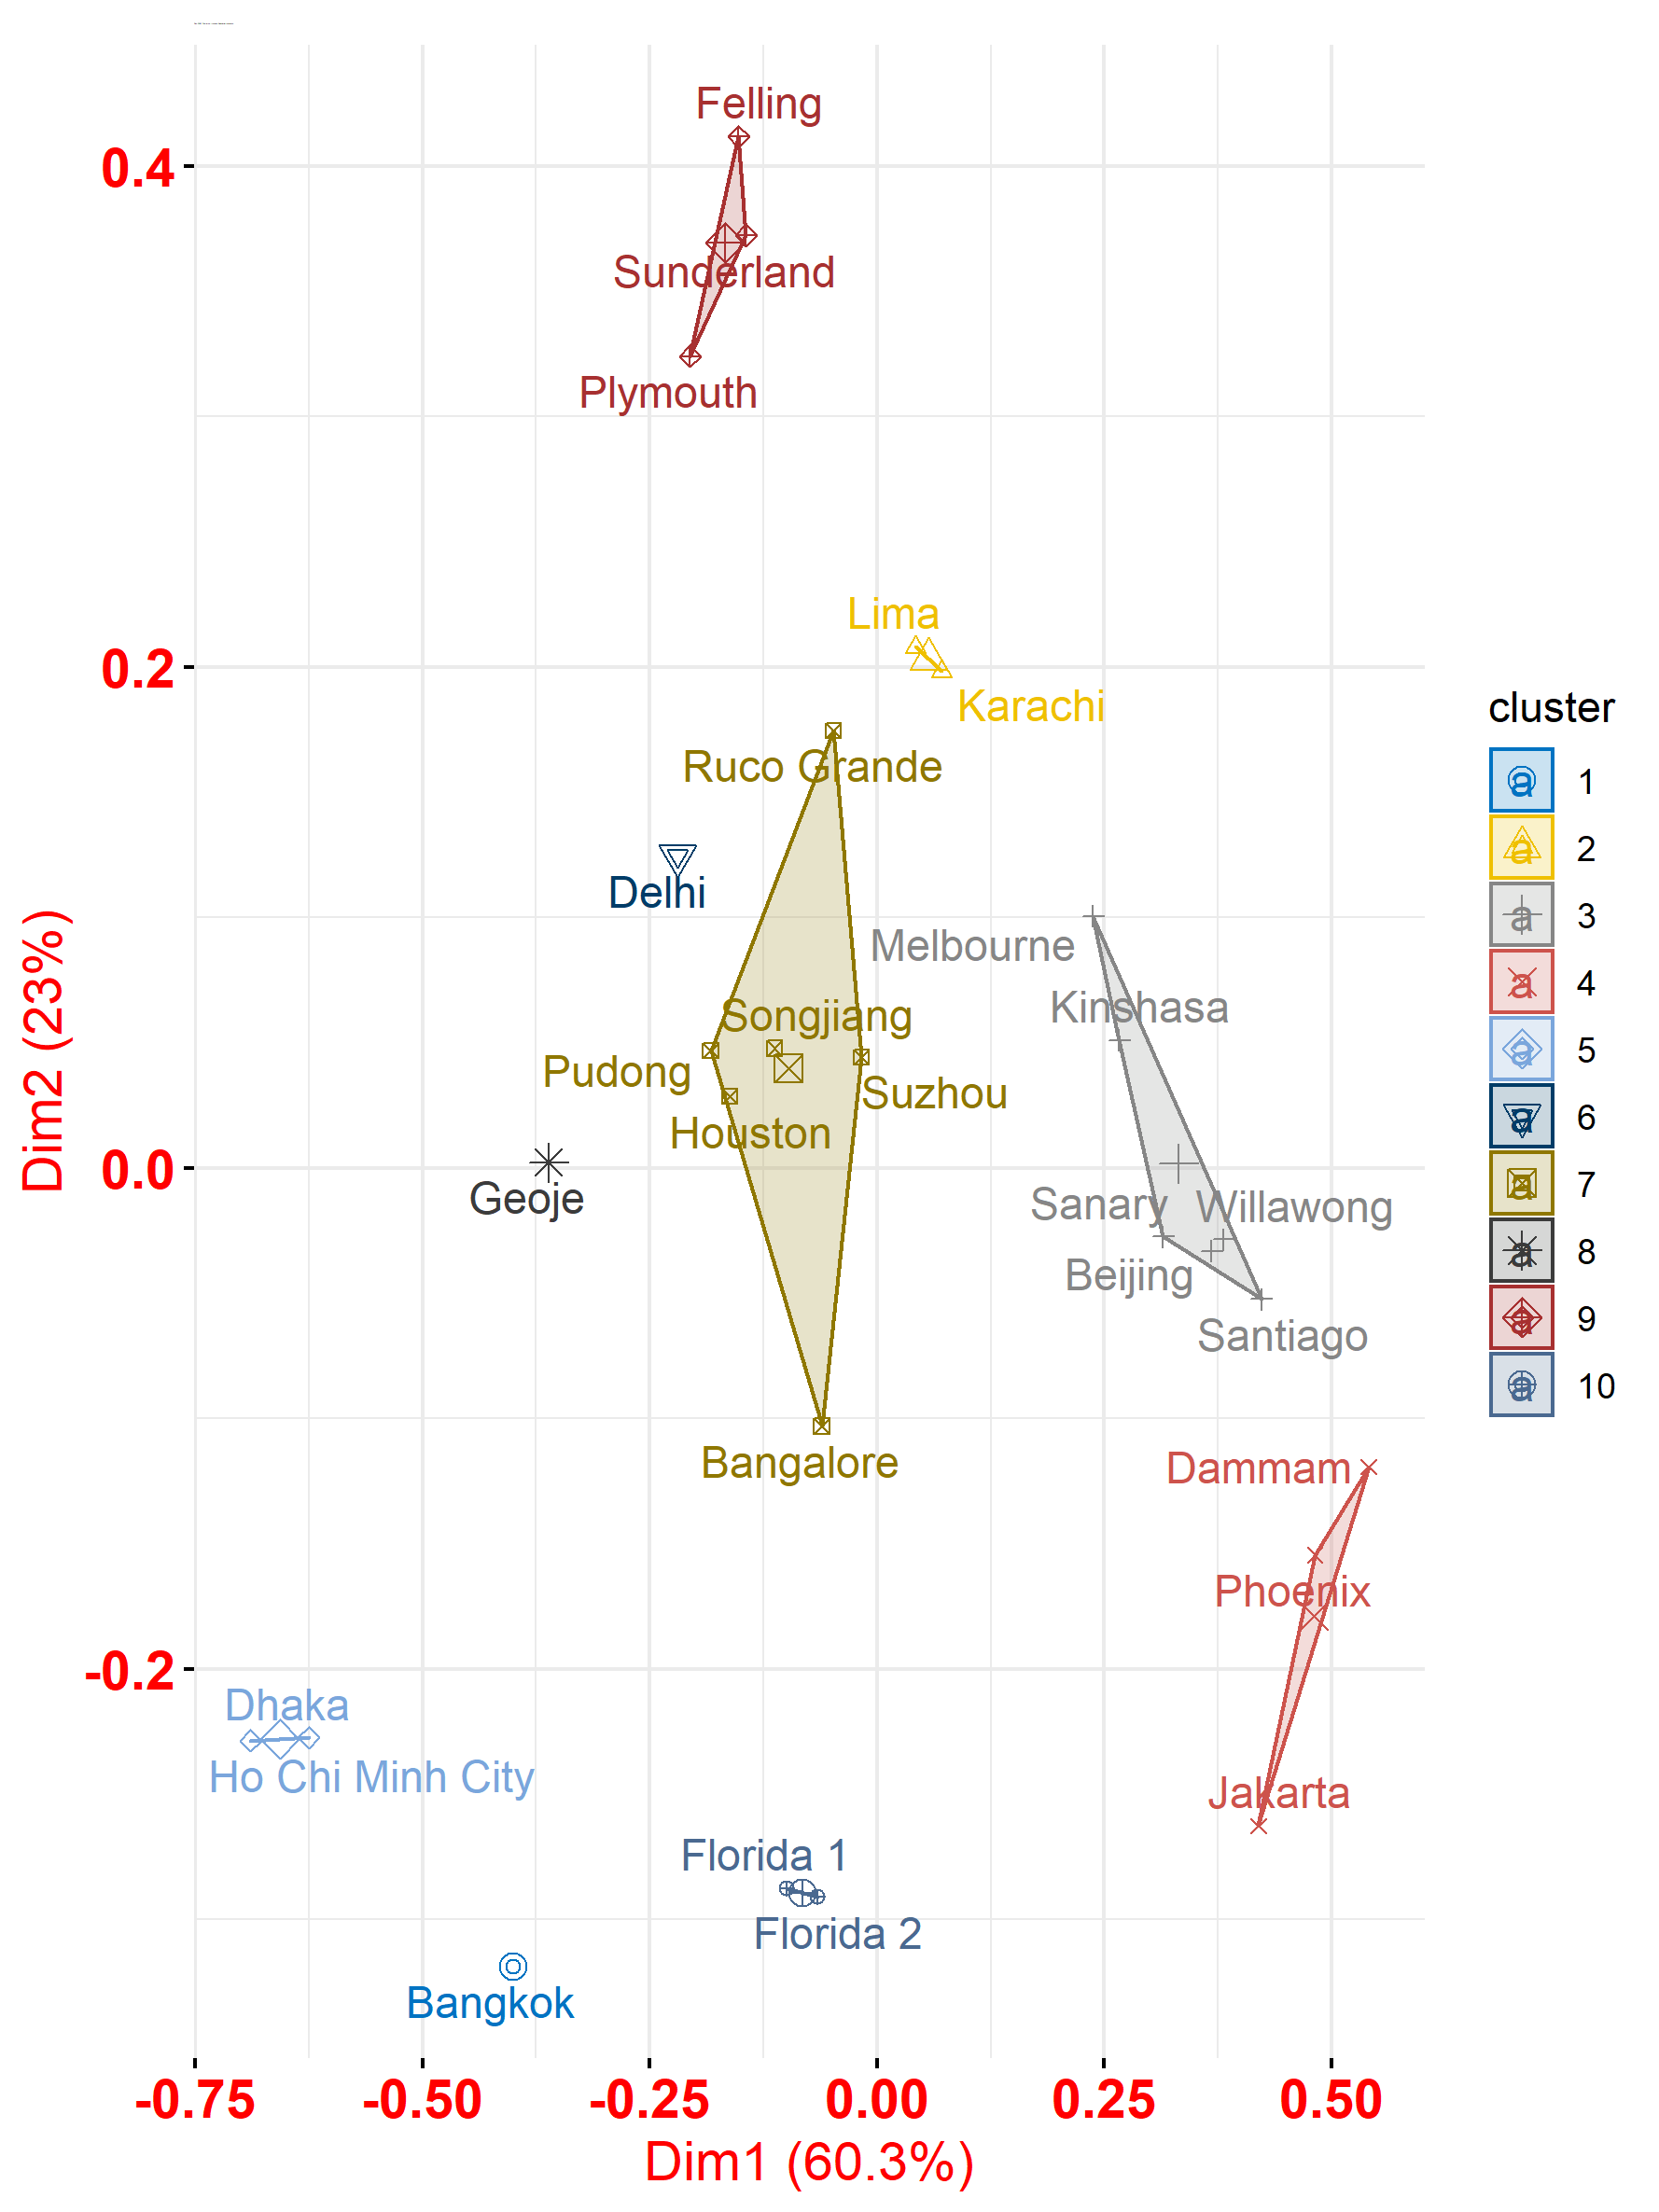 Felling
0.4
Sunderland
Plymouth
Lima
0.2
Karachi
Ruco Grande
Delhi
Melbourne
Kinshasa
Songjiang
Pudong
Suzhou
Houston
0.0
Geoje
Sanary
Willawong
Beijing
Santiago
Bangalore
Dammam
Phoenix
-0.2
Dhaka
Ho Chi Minh City
Jakarta
Florida 1
Florida 2
Bangkok
Dim2 (23%)
-0.75 -0.50 -0.25 0.00 0.25 0.50
Dim1 (60.3%)
cluster
a 1
a 2
a 3
a 4
a 5
a 6
a 7
a 8
a 9
a 10